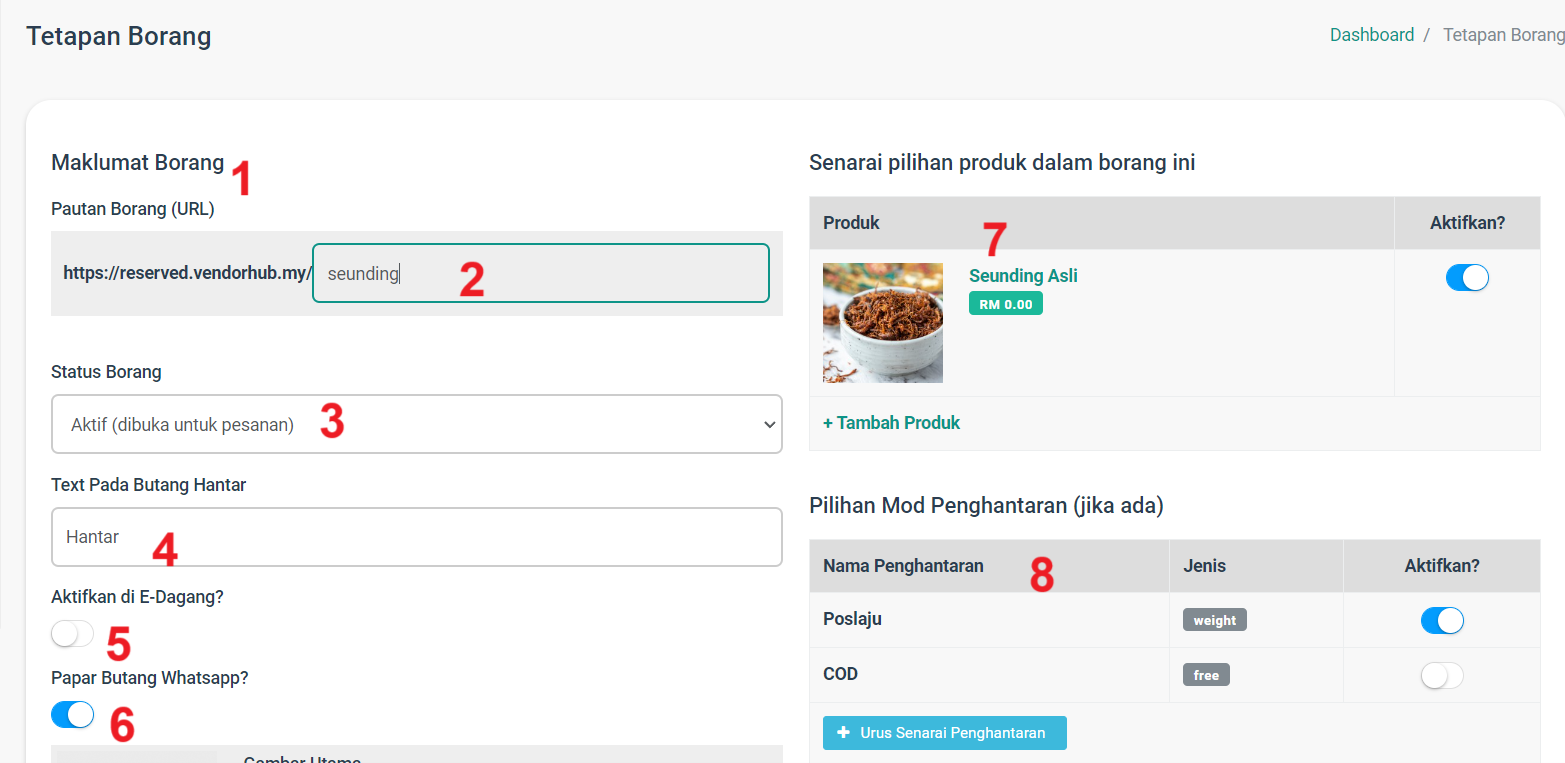 Tetapan Borang
Dashboard / Tetapan Borang
Maklumat Borang 1
Pautan Borang (URL)
https://reserved.vendorhub.my/ seunding 2
Status Borang
Aktif (dibuka untuk pesanan) 3
Text Pada Butang Hantar
Hantar 4
Aktifkan di E-Dagang?
5
Papar Butang Whatsapp?
6
Gambar Utama
Senarai pilihan produk dalam borang ini
Produk 7 Aktifkan?
Seunding Asli
RM 0.00
+ Tambah Produk
Pilihan Mod Penghantaran (jika ada)
Nama Penghantaran 8 Jenis Aktifkan?
Poslaju weight
COD free
+ Urus Senarai Penghantaran